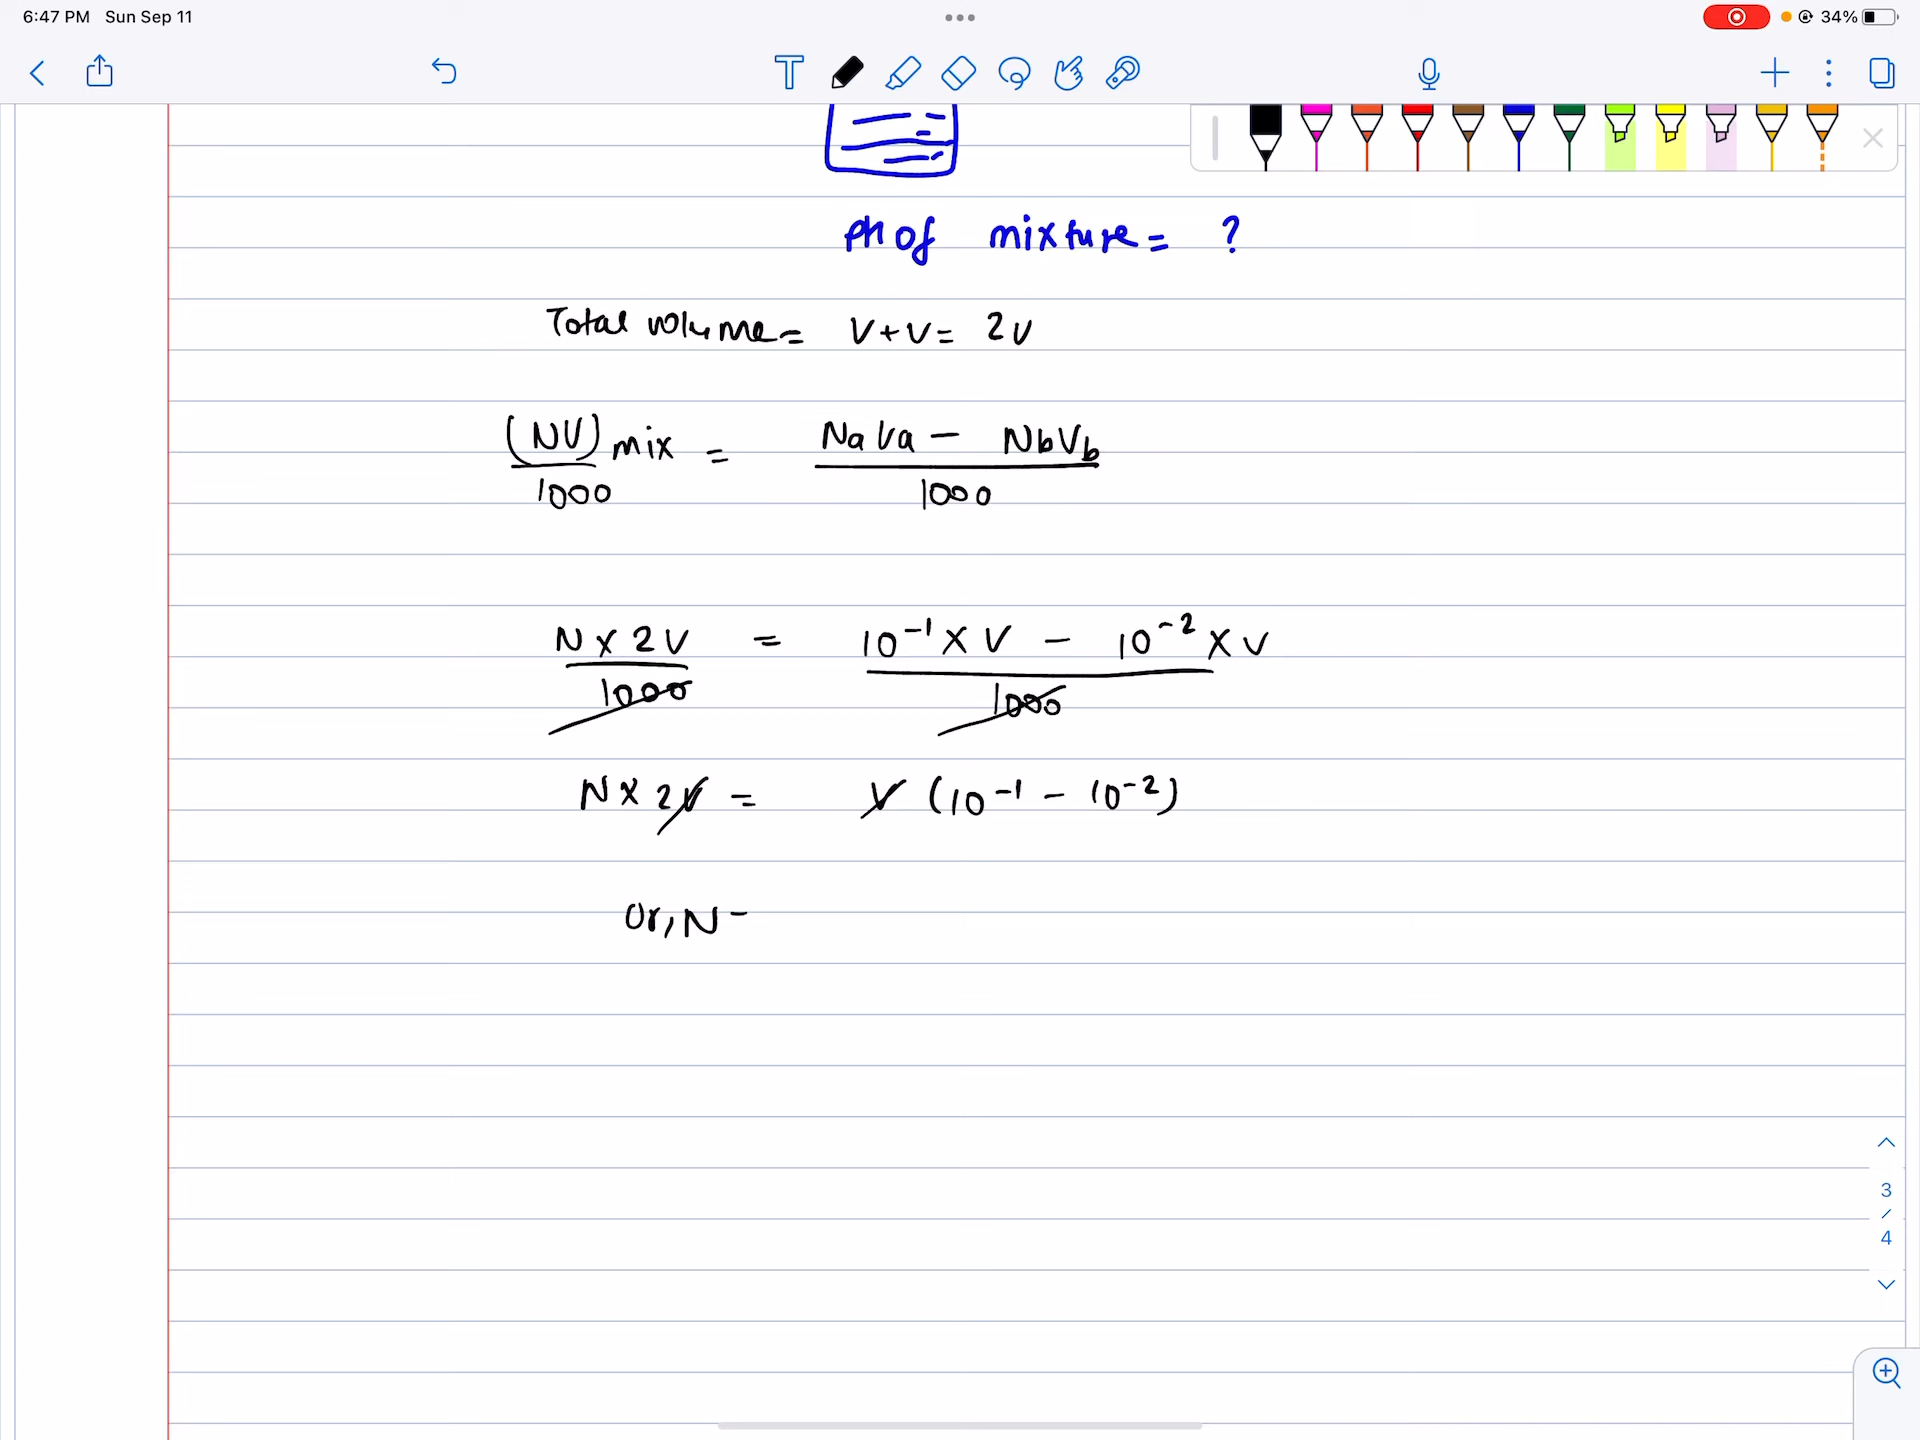 6:47 PM Sun Sep 11
34%
PH of mixture = ?
Total volume = V + V = 2V
(NV) mix = NaVa - NbVb
1000 1000
N x 2V = 10⁻¹ x V - 10⁻² x V
1000 1000
N x 2V = V (10⁻¹ - 10⁻²)
Or, N -
3
/
4